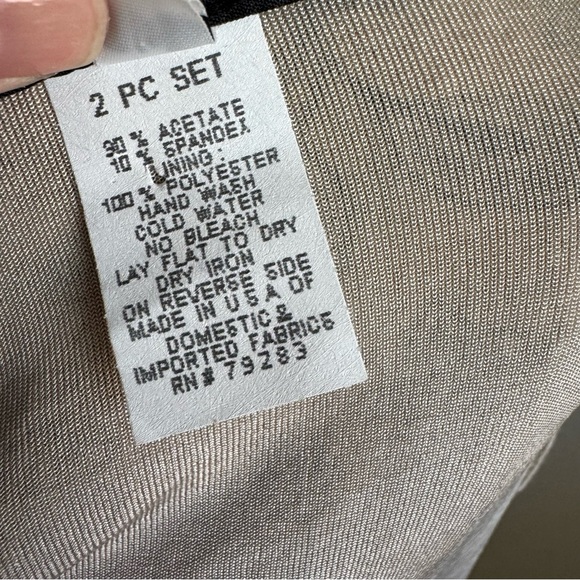 2 PC SET
90 % ACETATE
10 % SPANDEX
LINING:
100 % POLYESTER
HAND WASH
COLD WATER
NO BLEACH
LAY FLAT TO DRY
DRY IRON
ON REVERSE SIDE
MADE IN U S A OF
DOMESTIC &
IMPORTED FABRICS
RN# 79283